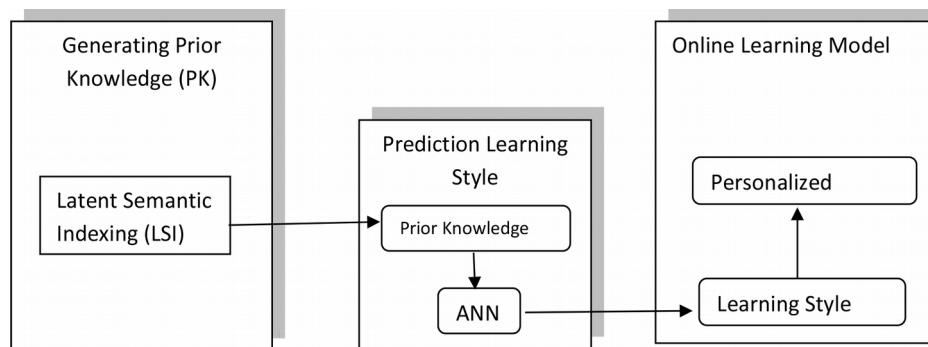 Generating Prior
Knowledge (PK)
Latent Semantic
Indexing (LSI)
Prediction Learning
Style
Prior Knowledge
ANN
Online Learning Model
Personalized
Learning Style